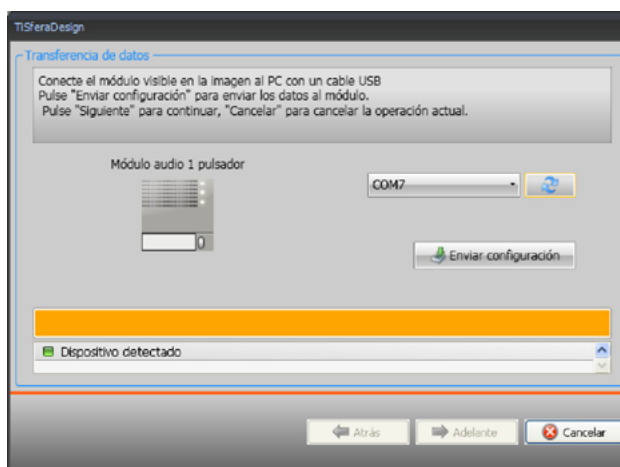 TiSferaDesign
Transferencia de datos
Conecte el módulo visible en la imagen al PC con un cable USB
Pulse "Enviar configuración" para enviar los datos al módulo.
Pulse "Siguiente" para continuar, "Cancelar" para cancelar la operación actual.
Módulo audio 1 pulsador
COM7
Enviar configuración
Dispositivo detectado
Atrás
Adelante
Cancelar